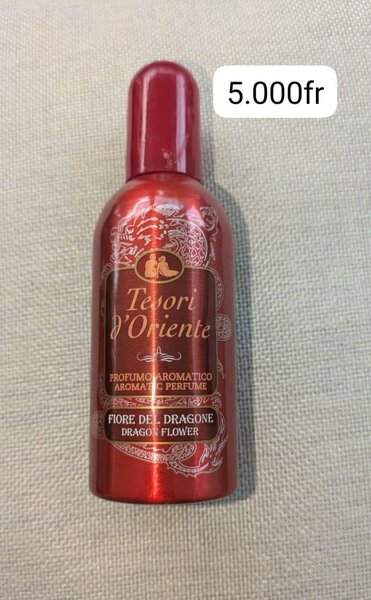 5.000fr
Tesori
d'Oriente
PROFUMO AROMATICO
AROMATIC PERFUME
FIORE DEL DRAGONE
DRAGON FLOWER